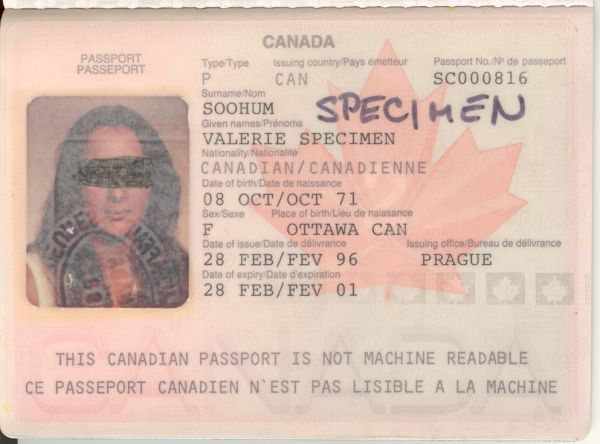 CANADA
PASSPORT
PASSEPORT
Type/Type Issuing country/Pays émetteur Passport No./Nº de passeport
P CAN SC000816
Surname/Nom
SOOHUM
SPECIMEN
Given names/Prénoms
VALERIE SPECIMEN
Nationality/Nationalité
CANADIAN/CANADIENNE
Date of birth/Date de naissance
08 OCT/OCT 71
Sex/Sexe Place of birth/Lieu de naissance
F OTTAWA CAN
Date of issue/Date de délivrance Issuing office/Bureau de délivrance
28 FEB/FEV 96 PRAGUE
Date of expiry/Date d'expiration
28 FEB/FEV 01
THIS CANADIAN PASSPORT IS NOT MACHINE READABLE
CE PASSEPORT CANADIEN N'EST PAS LISIBLE A LA MACHINE
CANADA